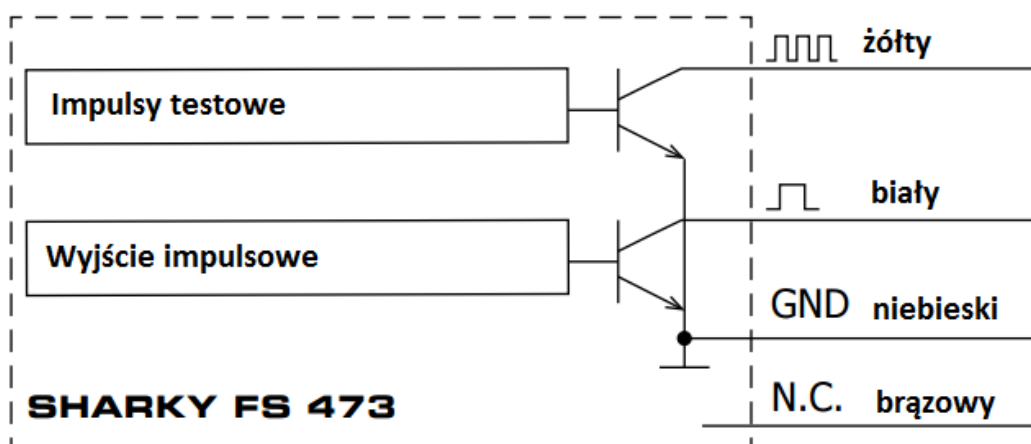 żółty
Impulsy testowe
biały
Wyjście impulsowe
GND niebieski
SHARKY FS 473
N.C. brązowy